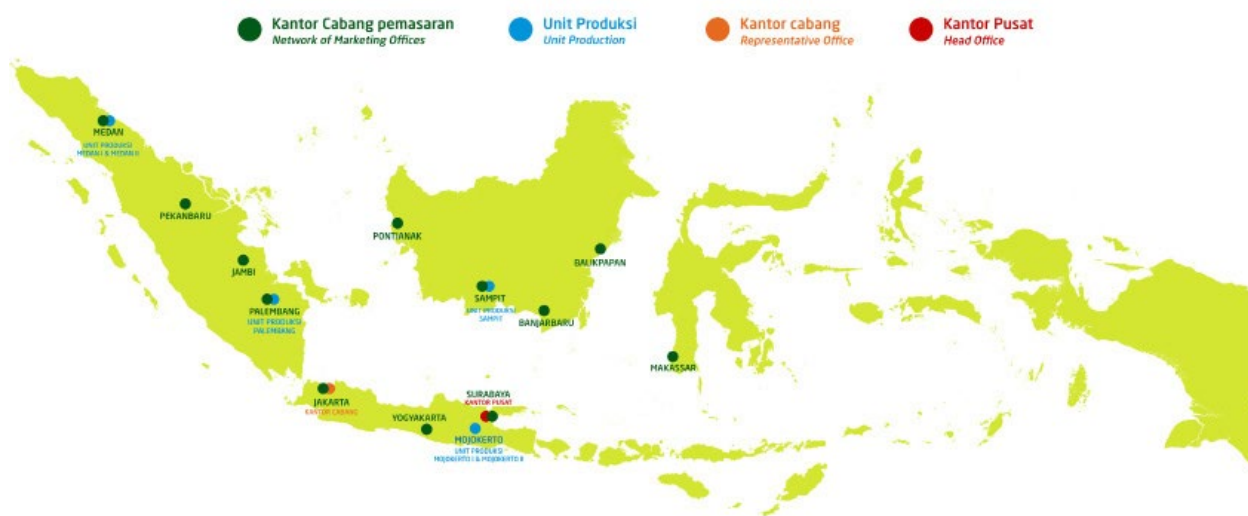 Kantor Cabang pemasaran
Network of Marketing Offices
Unit Produksi
Unit Production
Kantor cabang
Representative Office
Kantor Pusat
Head Office
MEDAN
UNIT PRODUKSI
MEDAN I & MEDAN II
PEKANBARU
JAMBI
PALEMBANG
UNIT PRODUKSI
PALEMBANG
PONTIANAK
BALIKPAPAN
SAMPIT
UNIT PRODUKSI
SAMPIT
BANJARBARU
MAKASSAR
JAKARTA
KANTOR CABANG
SURABAYA
KANTOR PUSAT
YOGYAKARTA
MOJOKERTO
UNIT PRODUKSI
MOJOKERTO I & MOJOKERTO II